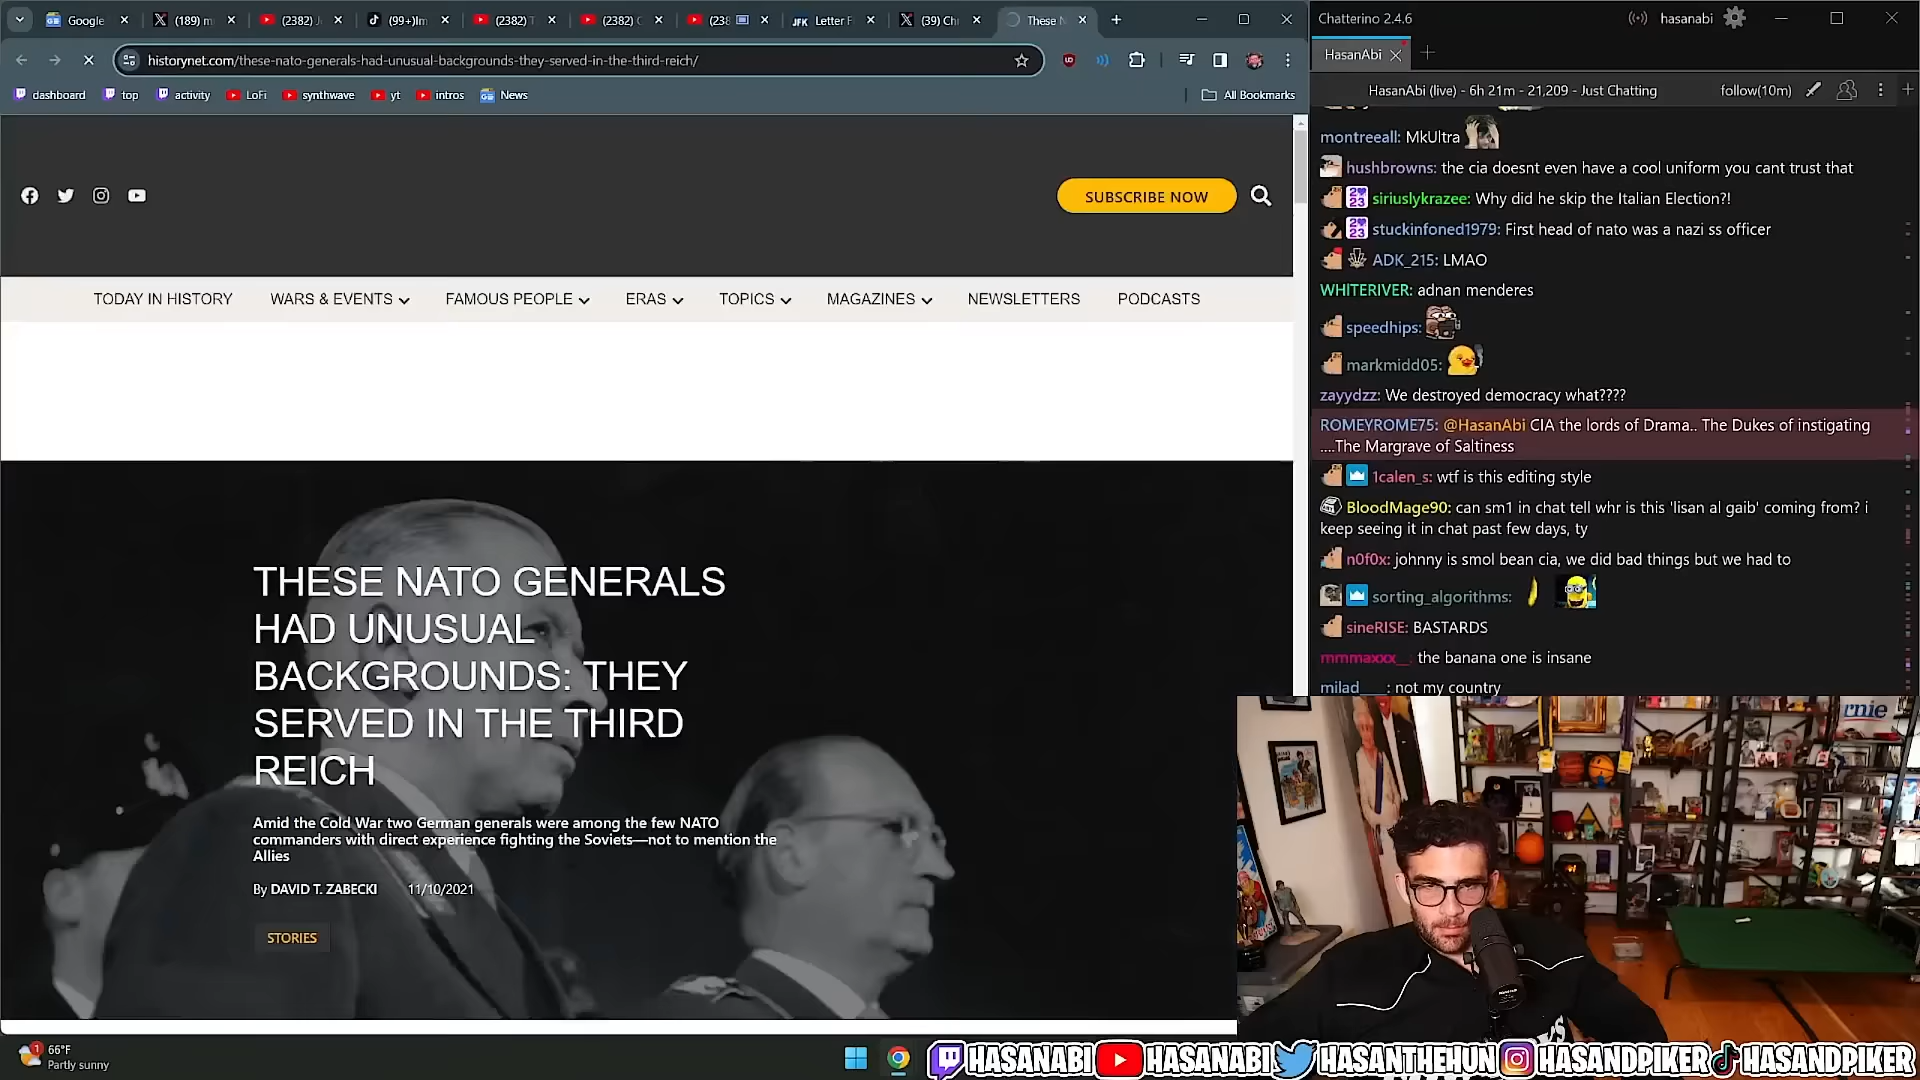 Google
(189) m
(2382) J
(99+)Im
(2382) T
(2382) C
(238
JFK Letter F
(39) Ch
These N
historynet.com/these-nato-generals-had-unusual-backgrounds-they-served-in-the-third-reich/
dashboard
top
activity
LoFi
synthwave
yt
intros
News
All Bookmarks
SUBSCRIBE NOW
TODAY IN HISTORY
WARS & EVENTS
FAMOUS PEOPLE
ERAS
TOPICS
MAGAZINES
NEWSLETTERS
PODCASTS
THESE NATO GENERALS
HAD UNUSUAL
BACKGROUNDS: THEY
SERVED IN THE THIRD
REICH
Amid the Cold War two German generals were among the few NATO
commanders with direct experience fighting the Soviets—not to mention the
Allies
By DAVID T. ZABECKI 11/10/2021
STORIES
Chatterino 2.4.6
hasanabi
HasanAbi
HasanAbi (live) - 6h 21m - 21,209 - Just Chatting
follow(10m)
montreeall: MkUltra
hushbrowns: the cia doesnt even have a cool uniform you cant trust that
siriuslykrazee: Why did he skip the Italian Election?!
stuckinfoned1979: First head of nato was a nazi ss officer
ADK_215: LMAO
WHITERIVER: adnan menderes
speedhips:
markmidd05:
zayydzz: We destroyed democracy what????
ROMEYROME75: @HasanAbi CIA the lords of Drama.. The Dukes of instigating
....The Margrave of Saltiness
1calen_s: wtf is this editing style
BloodMage90: can sm1 in chat tell whr is this 'lisan al gaib' coming from? i
keep seeing it in chat past few days, ty
n0f0x: johnny is smol bean cia, we did bad things but we had to
sorting_algorithms:
sineRISE: BASTARDS
mmmaxxx__: the banana one is insane
milad___: not my country
rnie
1
66°F
Partly sunny
HASANABI
HASANABI
HASANTHEHUN
HASANDPIKER
HASANDPIKER